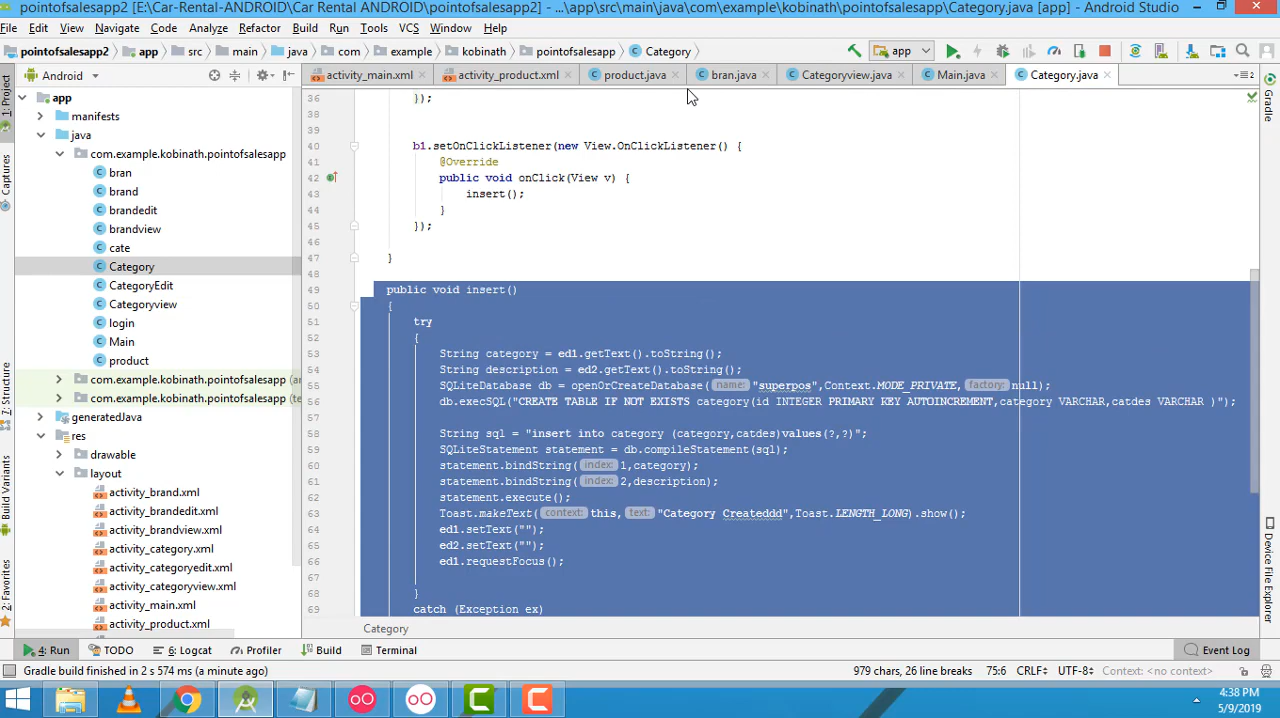 pointofsalesapp2 [E:\Car-Rental-ANDROID\Car Rental ANDROID\pointofsalesapp2] - ...\app\src\main\java\com\example\kobinath\pointofsalesapp\Category.java [app] - Android Studio
File Edit View Navigate Code Analyze Refactor Build Run Tools VCS Window Help
pointofsalesapp2 app src main java com example kobinath pointofsalesapp Category app
Android activity_main.xml activity_product.xml product.java bran.java Categoryview.java Main.java Category.java
1: Project
Captures
7: Structure
Build Variants
2: Favorites
app
manifests
java
com.example.kobinath.pointofsalesapp
bran
brand
brandedit
brandview
cate
Category
CategoryEdit
Categoryview
login
Main
product
com.example.kobinath.pointofsalesapp (a
com.example.kobinath.pointofsalesapp (te
generatedJava
res
drawable
layout
activity_brand.xml
activity_brandedit.xml
activity_brandview.xml
activity_category.xml
activity_categoryedit.xml
activity_categoryview.xml
activity_main.xml
activity_product.xml
36 });
38
39
40 b1.setOnClickListener(new View.OnClickListener() {
41 @Override
42 public void onClick(View v) {
43 insert();
44 }
45 });
46
47 }
48
49 public void insert()
50 {
51 try
52 {
53 String category = ed1.getText().toString();
54 String description = ed2.getText().toString();
55 SQLiteDatabase db = openOrCreateDatabase( name: "superpos",Context.MODE_PRIVATE, factory: null);
56 db.execSQL("CREATE TABLE IF NOT EXISTS category(id INTEGER PRIMARY KEY AUTOINCREMENT,category VARCHAR,catdes VARCHAR )");
57
58 String sql = "insert into category (category,catdes)values(?,?)";
59 SQLiteStatement statement = db.compileStatement(sql);
60 statement.bindString( index: 1,category);
61 statement.bindString( index: 2,description);
62 statement.execute();
63 Toast.makeText( context: this, text: "Category Createddd",Toast.LENGTH_LONG).show();
64 ed1.setText("");
65 ed2.setText("");
66 ed1.requestFocus();
67
68 }
69 catch (Exception ex)
Category
Gradle
Device File Explorer
4: Run TODO 6: Logcat Profiler Build Terminal Event Log
Gradle build finished in 2 s 574 ms (a minute ago) 979 chars, 26 line breaks 75:6 CRLF UTF-8 Context: <no context>
4:38 PM
5/9/2019